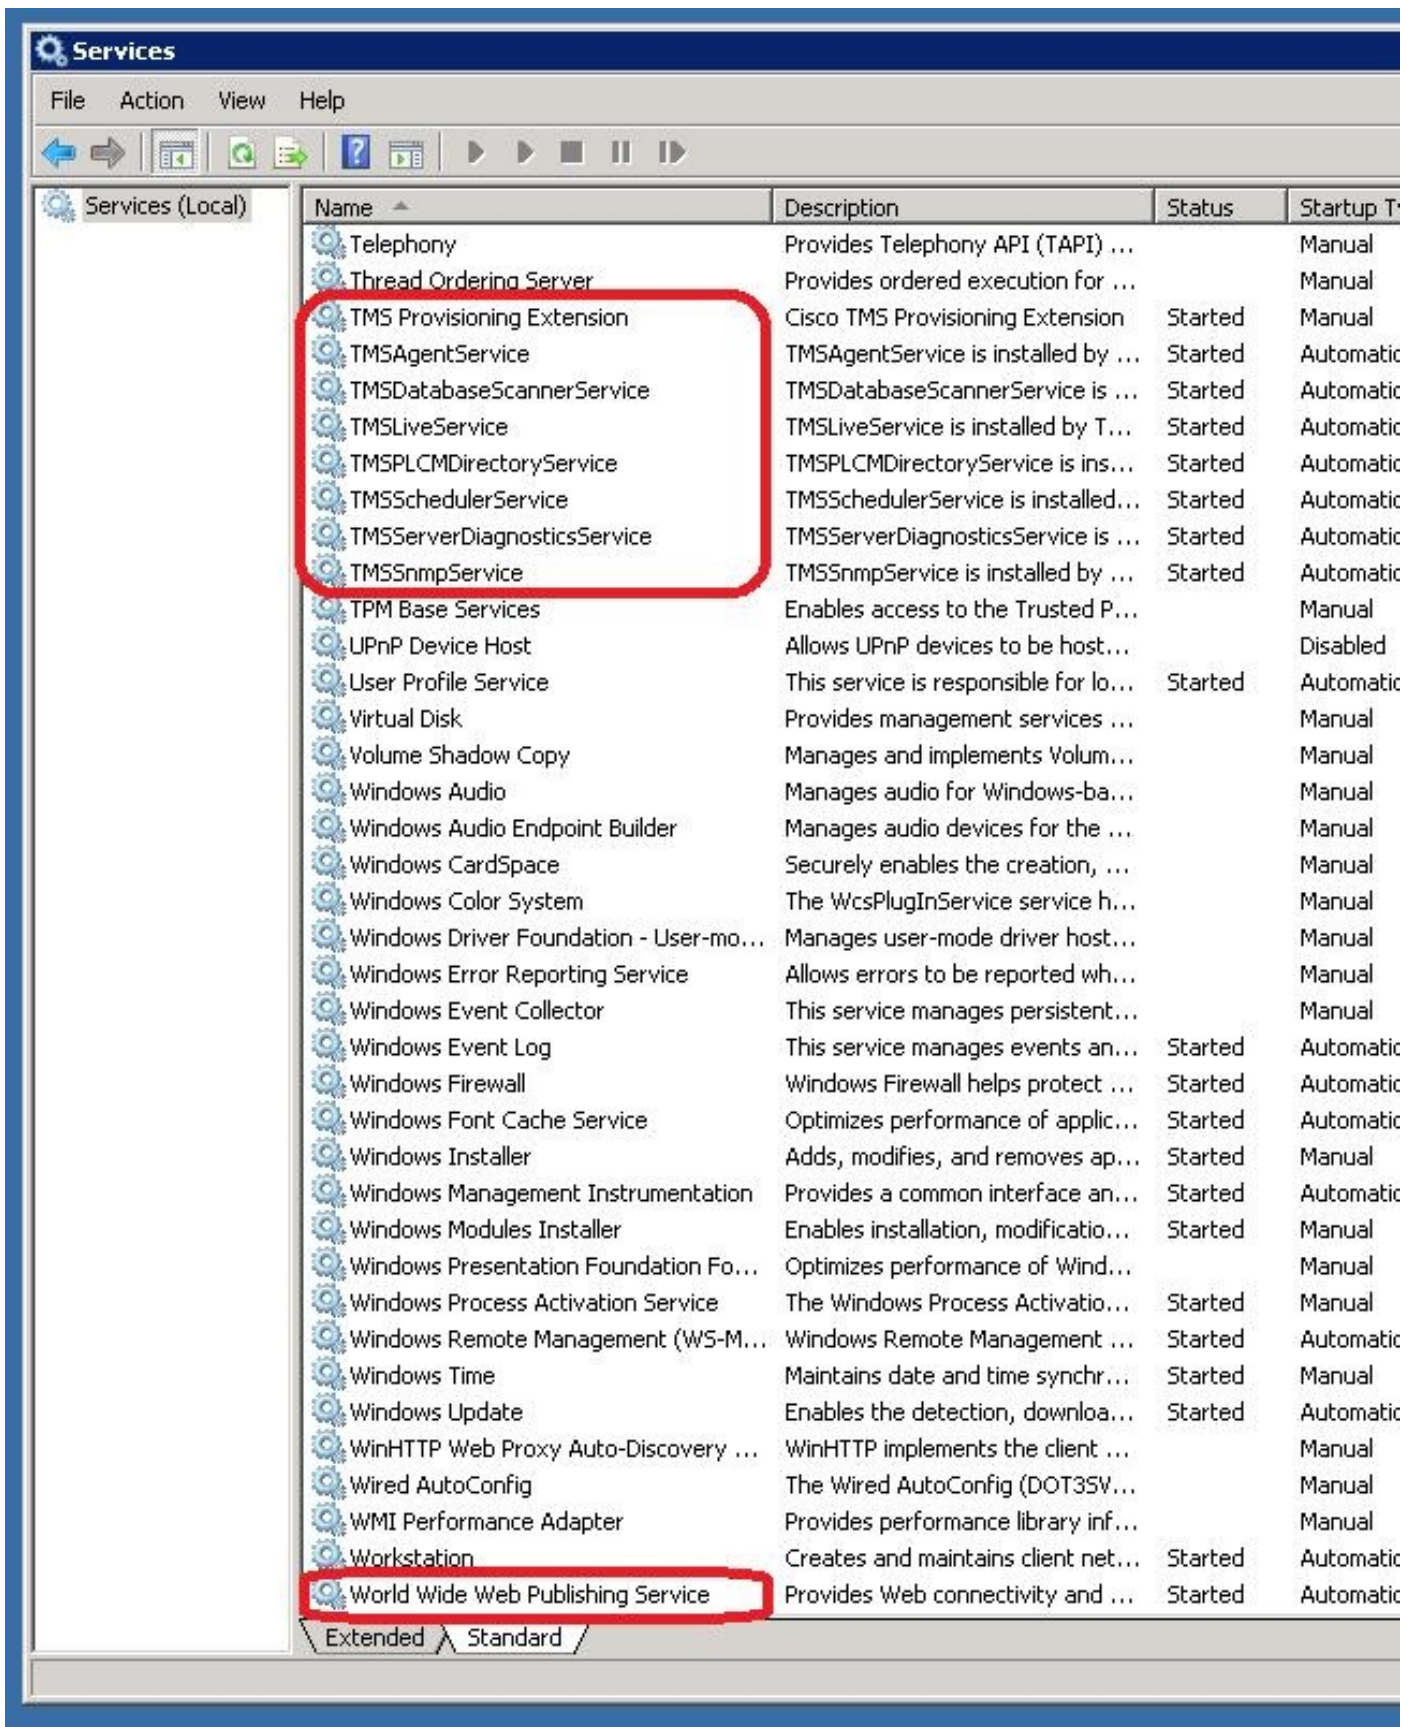 Services
File Action View Help
Services (Local)
Name Description Status Startup
Telephony Provides Telephony API (TAPI) ... Manual
Thread Ordering Server Provides ordered execution for ... Manual
TMS Provisioning Extension Cisco TMS Provisioning Extension Started Manual
TMSAgentService TMSAgentService is installed by ... Started Automatic
TMSDatabaseScannerService TMSDatabaseScannerService is ... Started Automatic
TMSLiveService TMSLiveService is installed by T... Started Automatic
TMSPLCMDirectoryService TMSPLCMDirectoryService is ins... Started Automatic
TMSSchedulerService TMSSchedulerService is installed... Started Automatic
TMSServerDiagnosticsService TMSServerDiagnosticsService is ... Started Automatic
TMSSnmpService TMSSnmpService is installed by ... Started Automatic
TPM Base Services Enables access to the Trusted P... Manual
UPnP Device Host Allows UPnP devices to be host... Disabled
User Profile Service This service is responsible for lo... Started Automatic
Virtual Disk Provides management services ... Manual
Volume Shadow Copy Manages and implements Volum... Manual
Windows Audio Manages audio for Windows-ba... Manual
Windows Audio Endpoint Builder Manages audio devices for the ... Manual
Windows CardSpace Securely enables the creation, ... Manual
Windows Color System The WcsPlugInService service h... Manual
Windows Driver Foundation - User-mo... Manages user-mode driver host... Manual
Windows Error Reporting Service Allows errors to be reported wh... Manual
Windows Event Collector This service manages persistent... Manual
Windows Event Log This service manages events an... Started Automatic
Windows Firewall Windows Firewall helps protect ... Started Automatic
Windows Font Cache Service Optimizes performance of applic... Started Automatic
Windows Installer Adds, modifies, and removes ap... Started Manual
Windows Management Instrumentation Provides a common interface an... Started Automatic
Windows Modules Installer Enables installation, modificatio... Started Manual
Windows Presentation Foundation Fo... Optimizes performance of Wind... Manual
Windows Process Activation Service The Windows Process Activatio... Started Manual
Windows Remote Management (WS-M... Windows Remote Management ... Started Automatic
Windows Time Maintains date and time synchr... Started Manual
Windows Update Enables the detection, downloa... Started Automatic
WinHTTP Web Proxy Auto-Discovery ... WinHTTP implements the client ... Manual
Wired AutoConfig The Wired AutoConfig (DOT3SV... Manual
WMI Performance Adapter Provides performance library inf... Manual
Workstation Creates and maintains client net... Started Automatic
World Wide Web Publishing Service Provides Web connectivity and ... Started Automatic
Extended Standard